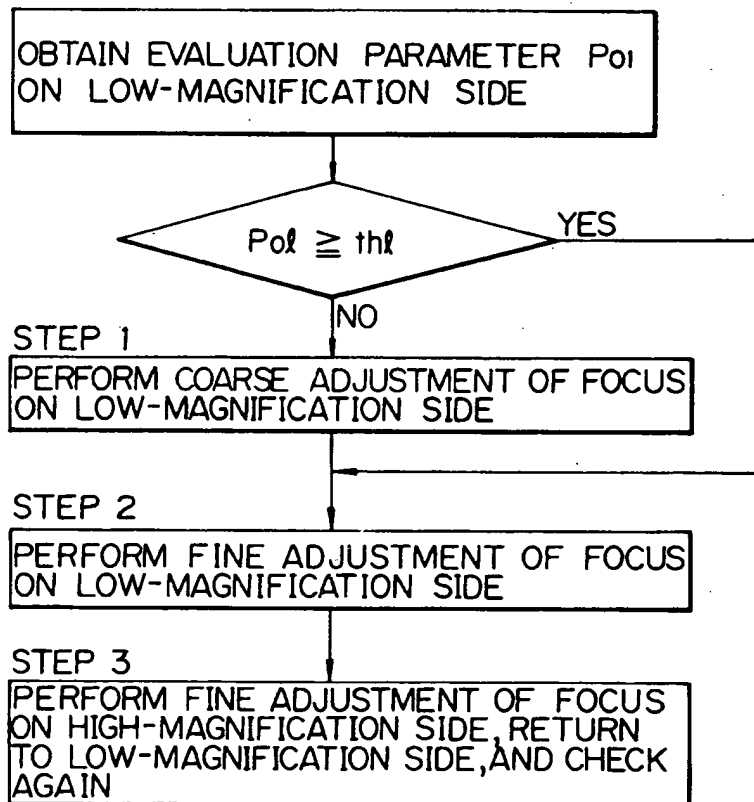 OBTAIN EVALUATION PARAMETER Po1
ON LOW-MAGNIFICATION SIDE
Poℓ ≧ thℓ
YES
NO
STEP 1
PERFORM COARSE ADJUSTMENT OF FOCUS
ON LOW-MAGNIFICATION SIDE
STEP 2
PERFORM FINE ADJUSTMENT OF FOCUS
ON LOW-MAGNIFICATION SIDE
STEP 3
PERFORM FINE ADJUSTMENT OF FOCUS
ON HIGH-MAGNIFICATION SIDE, RETURN
TO LOW-MAGNIFICATION SIDE, AND CHECK
AGAIN